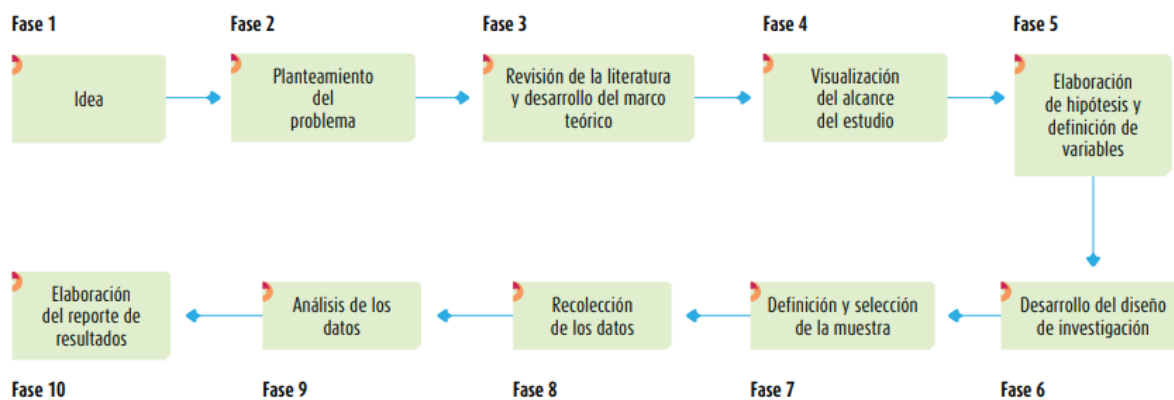 Fase 1
Idea
Fase 2
Planteamiento
del
problema
Fase 3
Revisión de la literatura
y desarrollo del marco
teórico
Fase 4
Visualización
del alcance
del estudio
Fase 5
Elaboración
de hipótesis y
definición de
variables
Desarrollo del diseño
de investigación
Fase 6
Definición y selección
de la muestra
Fase 7
Recolección
de los datos
Fase 8
Análisis de los
datos
Fase 9
Elaboración
del reporte de
resultados
Fase 10